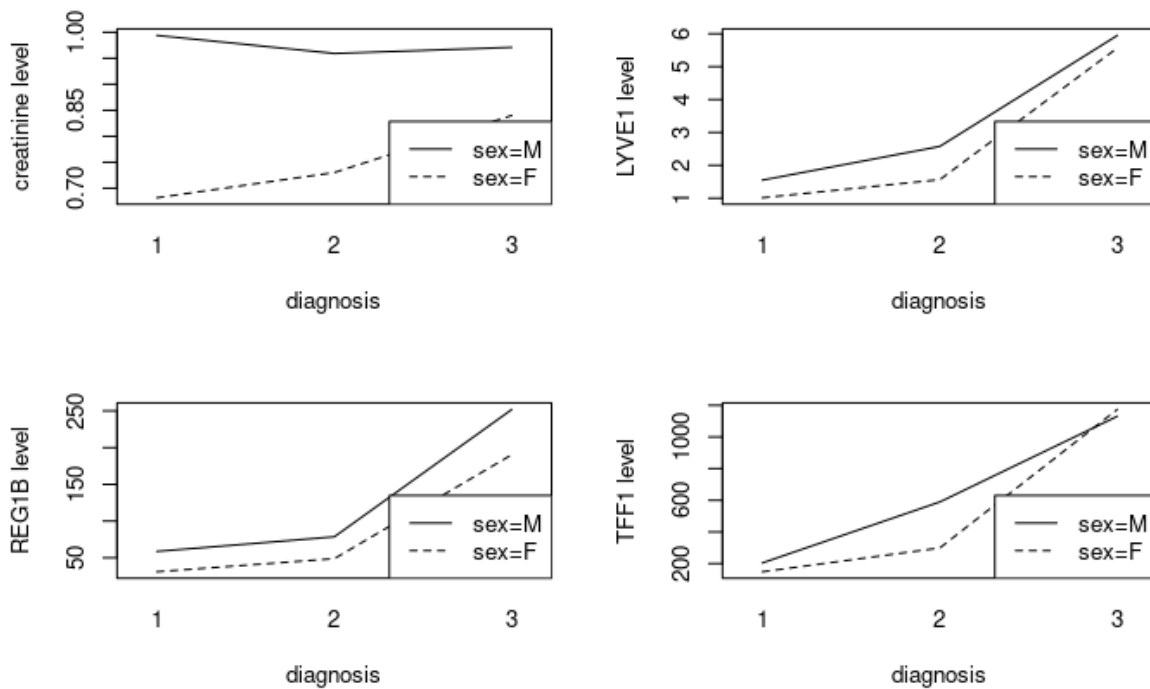 creatinine level
1.00
0.85
0.70
sex=M
sex=F
1 2 3
diagnosis
LYVE1 level
6
5
4
3
2
1
sex=M
sex=F
1 2 3
diagnosis
REG1B level
250
150
50
sex=M
sex=F
1 2 3
diagnosis
TFF1 level
1000
600
200
sex=M
sex=F
1 2 3
diagnosis